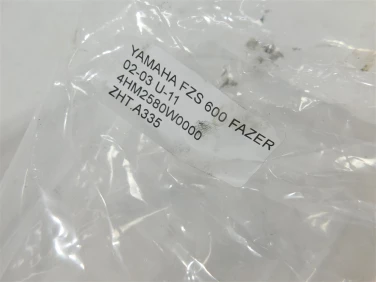 YAMAHA FZS 600 FAZER
02-03 U-11
4HM2580W0000
ZHT.A335